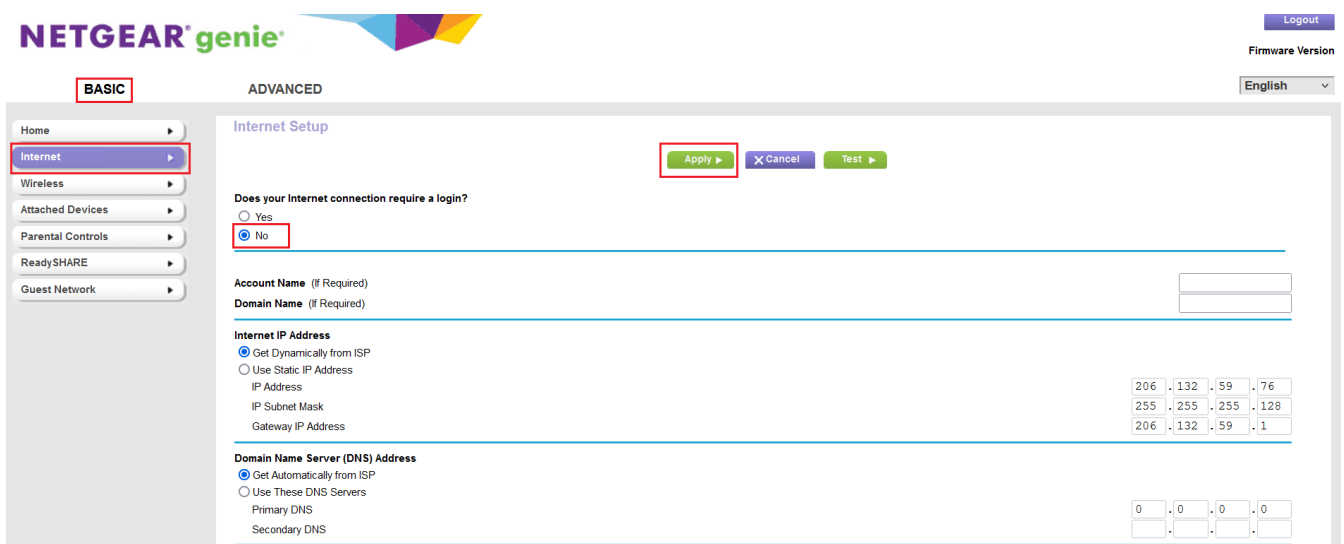 NETGEAR® genie®
Logout
Firmware Version
BASIC ADVANCED English
Home
Internet
Wireless
Attached Devices
Parental Controls
ReadySHARE
Guest Network
Internet Setup
Apply Cancel Test
Does your Internet connection require a login?
Yes
No
Account Name (If Required)
Domain Name (If Required)
Internet IP Address
Get Dynamically from ISP
Use Static IP Address
IP Address 206 . 132 . 59 . 76
IP Subnet Mask 255 . 255 . 255 . 128
Gateway IP Address 206 . 132 . 59 . 1
Domain Name Server (DNS) Address
Get Automatically from ISP
Use These DNS Servers
Primary DNS 0 . 0 . 0 . 0
Secondary DNS . . .